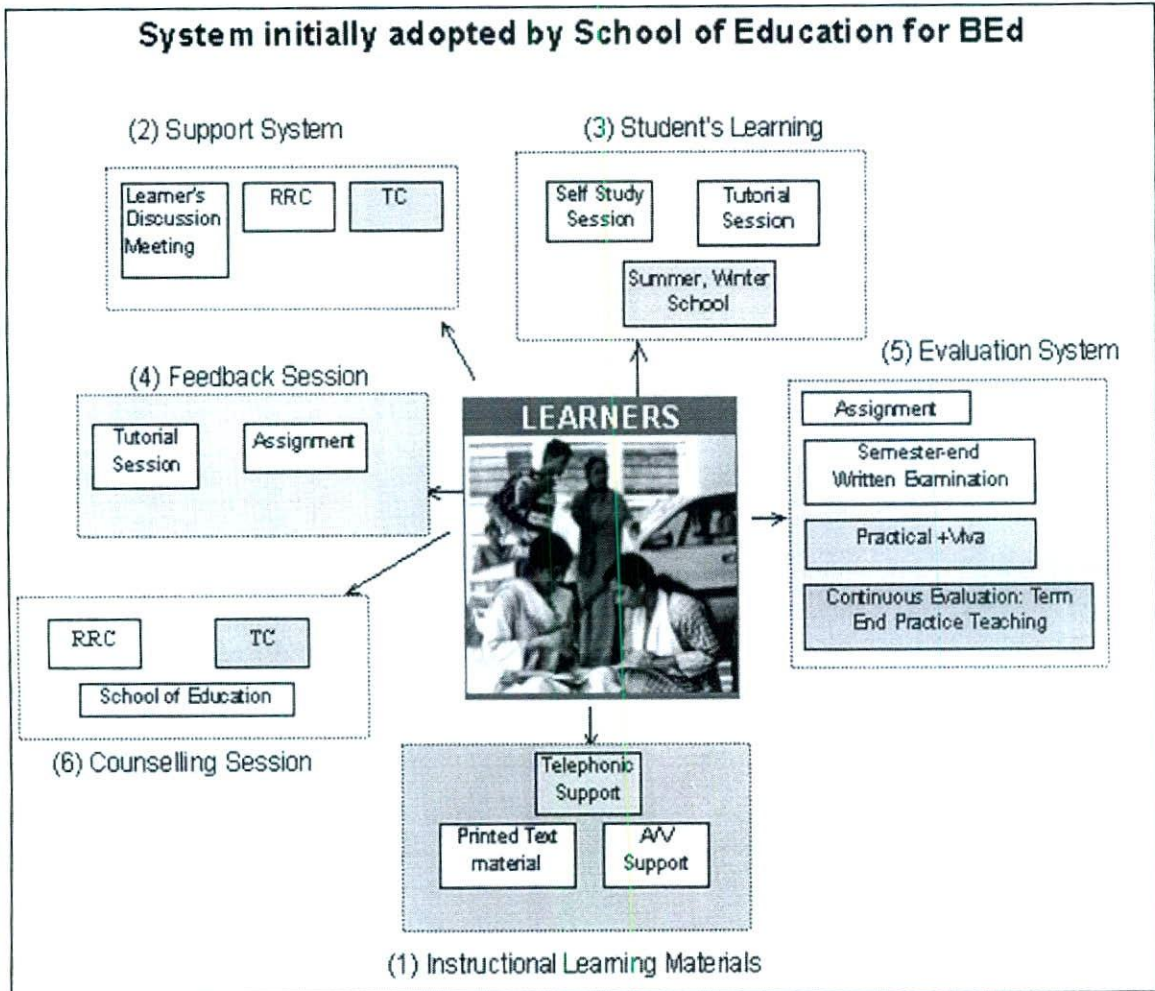 System initially adopted by School of Education for BEd
(2) Support System
Learner's
Discussion
Meeting
RRC
TC
(3) Student's Learning
Self Study
Session
Tutorial
Session
Summer, Winter
School
(4) Feedback Session
Tutorial
Session
Assignment
LEARNERS
(5) Evaluation System
Assignment
Semester-end
Written Examination
Practical +Viva
Continuous Evaluation: Term
End Practice Teaching
RRC
TC
School of Education
(6) Counselling Session
Telephonic
Support
Printed Text
material
A/V
Support
(1) Instructional Learning Materials